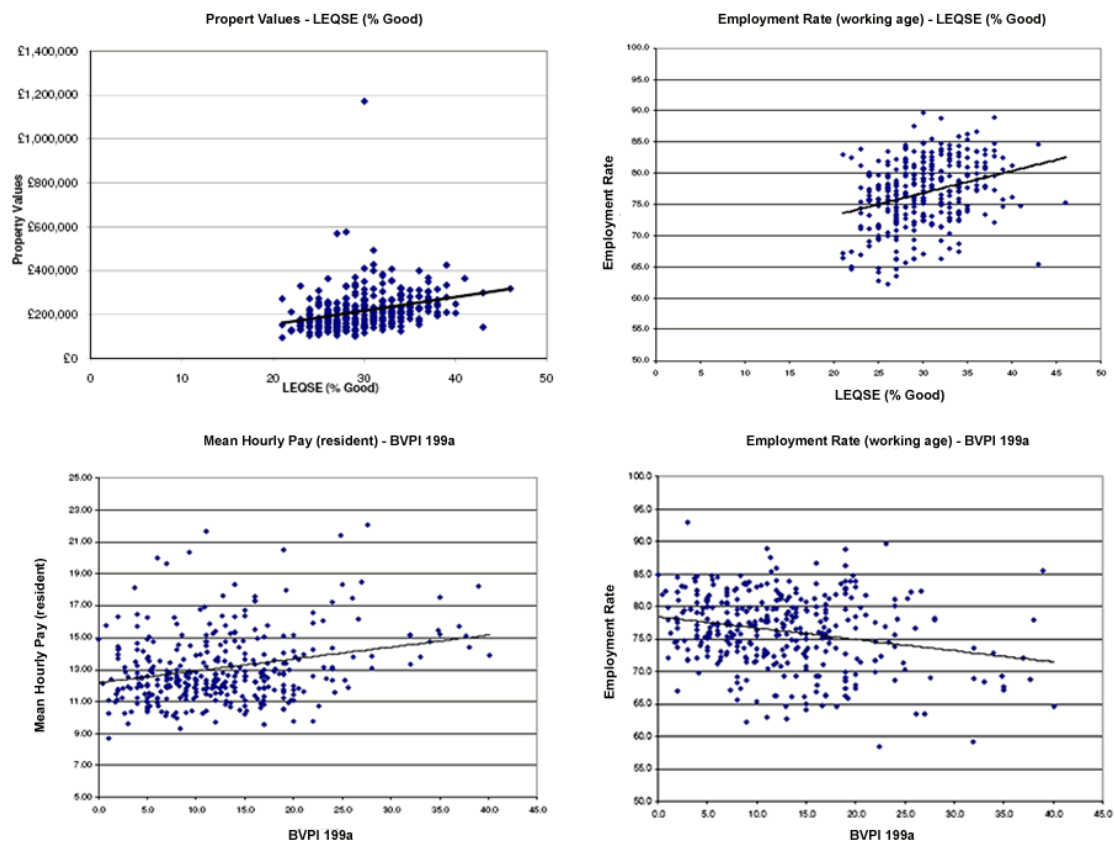 Propert Values - LEQSE (% Good)
£1,400,000
£1,200,000
£1,000,000
£800,000
£600,000
£400,000
£200,000
£0
Property Values
0 10 20 30 40 50
LEQSE (% Good)
Employment Rate (working age) - LEQSE (% Good)
100.0
95.0
90.0
85.0
80.0
75.0
70.0
65.0
60.0
55.0
50.0
Employment Rate
0 5 10 15 20 25 30 35 40 45 50
LEQSE (% Good)
Mean Hourly Pay (resident) - BVPI 199a
25.00
23.00
21.00
19.00
17.00
15.00
13.00
11.00
9.00
7.00
5.00
Mean Hourly Pay (resident)
0.0 5.0 10.0 15.0 20.0 25.0 30.0 35.0 40.0 45.0
BVPI 199a
Employment Rate (working age) - BVPI 199a
100.0
95.0
90.0
85.0
80.0
75.0
70.0
65.0
60.0
55.0
50.0
Employment Rate
0.0 5.0 10.0 15.0 20.0 25.0 30.0 35.0 40.0 45.0
BVPI 199a